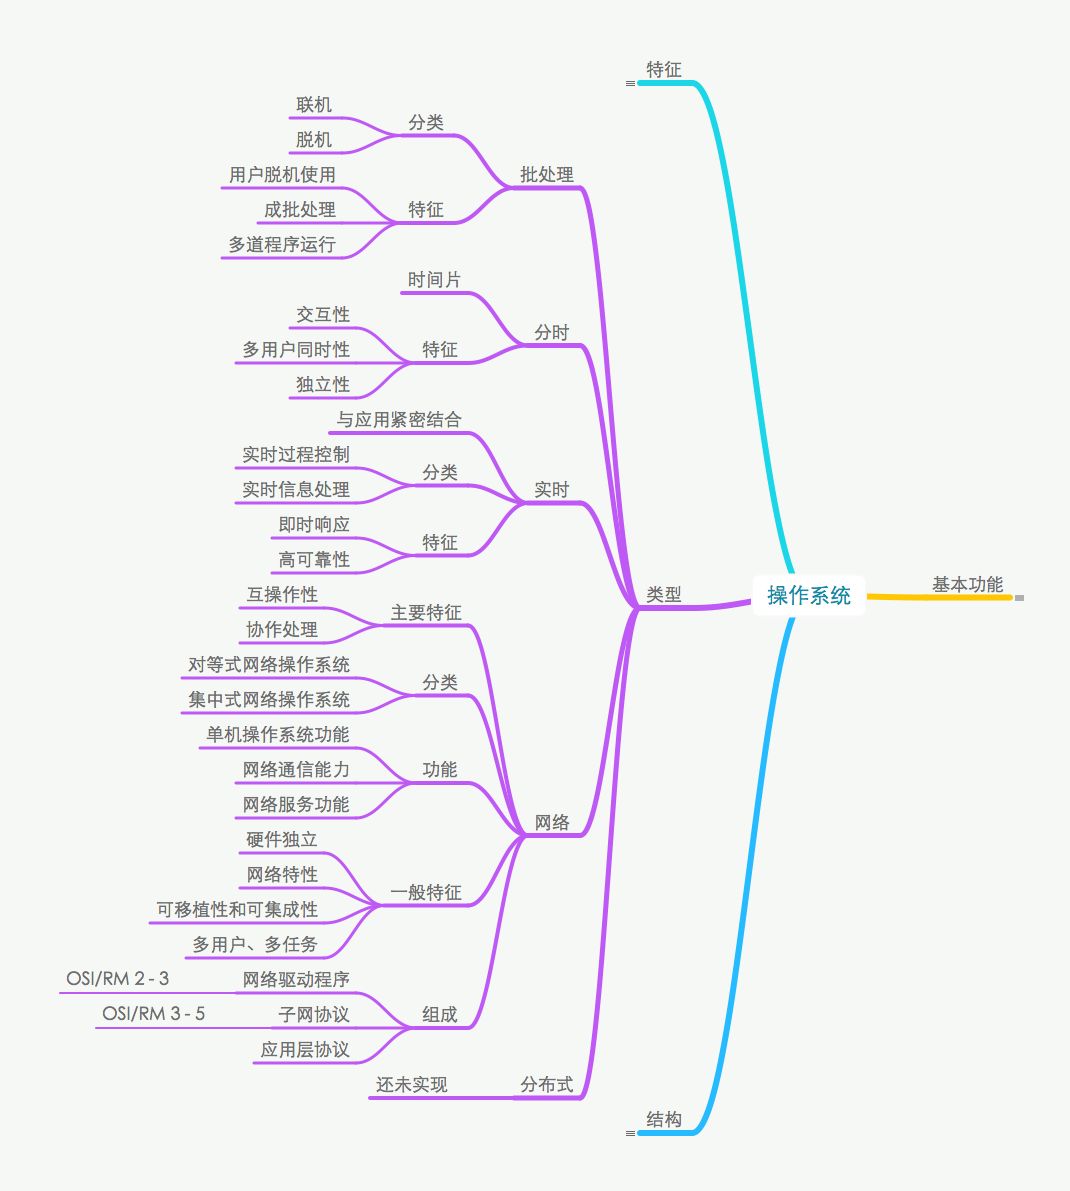 特征
联机
分类
脱机
批处理
用户脱机使用
成批处理
特征
多道程序运行
时间片
交互性
分时
多用户同时性
特征
独立性
与应用紧密结合
实时过程控制
分类
实时信息处理
实时
即时响应
特征
高可靠性
类型
操作系统
基本功能
互操作性
主要特征
协作处理
对等式网络操作系统
分类
集中式网络操作系统
单机操作系统功能
网络通信能力
功能
网络服务功能
网络
硬件独立
网络特性
一般特征
可移植性和可集成性
多用户、多任务
OSI/RM 2 - 3
网络驱动程序
OSI/RM 3 - 5
子网协议
组成
应用层协议
还未实现
分布式
结构